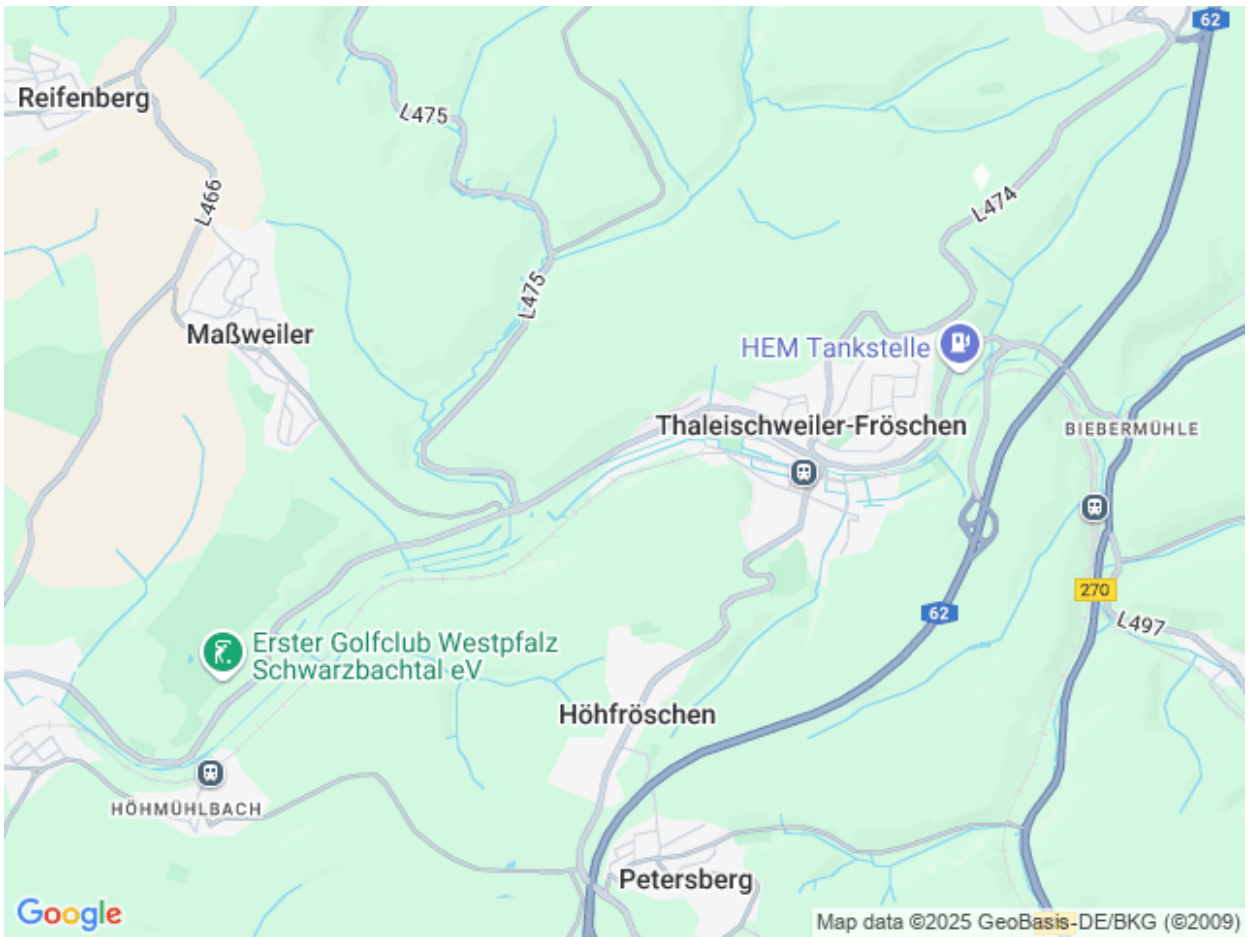 62
Reifenberg
L475
L466
L474
L475
Maßweiler
HEM Tankstelle
Thaleischweiler-Fröschen
BIEBERMÜHLE
270
62
L497
Erster Golfclub Westpfalz
Schwarzbachtal eV
Höhfröschen
HÖHMÜHLBACH
Petersberg
Google
Map data ©2025 GeoBasis-DE/BKG (©2009)